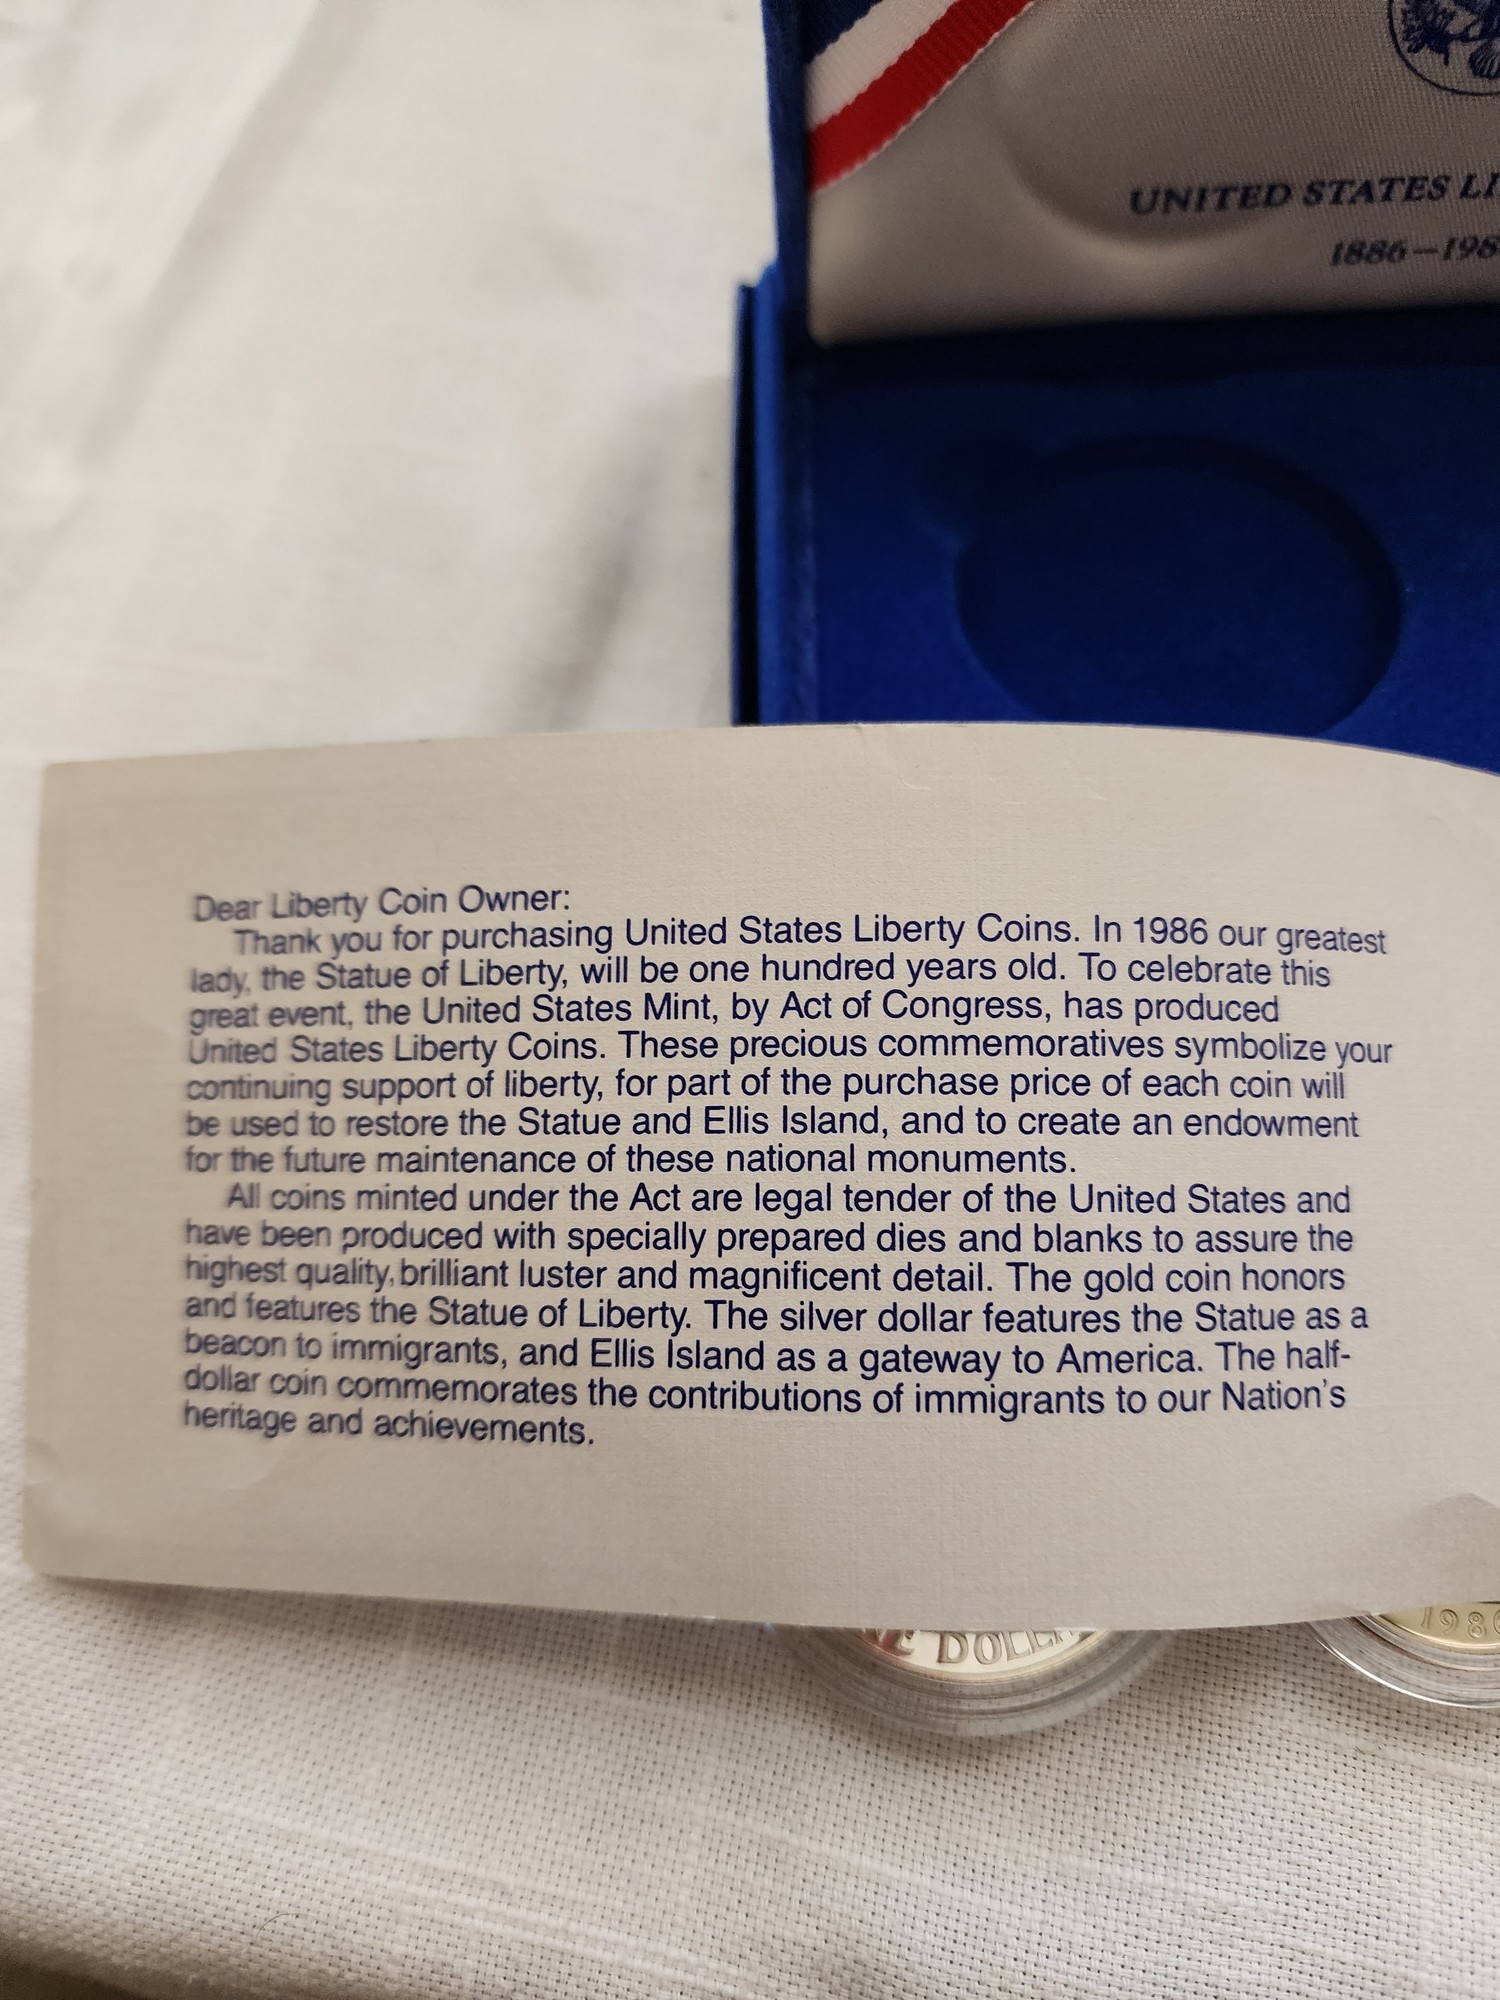 UNITED STATES
1886–198
Dear Liberty Coin Owner:
Thank you for purchasing United States Liberty Coins. In 1986 our greatest
lady, the Statue of Liberty, will be one hundred years old. To celebrate this
great event, the United States Mint, by Act of Congress, has produced
United States Liberty Coins. These precious commemoratives symbolize your
continuing support of liberty, for part of the purchase price of each coin will
be used to restore the Statue and Ellis Island, and to create an endowment
for the future maintenance of these national monuments.
All coins minted under the Act are legal tender of the United States and
have been produced with specially prepared dies and blanks to assure the
highest quality, brilliant luster and magnificent detail. The gold coin honors
and features the Statue of Liberty. The silver dollar features the Statue as a
beacon to immigrants, and Ellis Island as a gateway to America. The half-
dollar coin commemorates the contributions of immigrants to our Nation's
heritage and achievements.